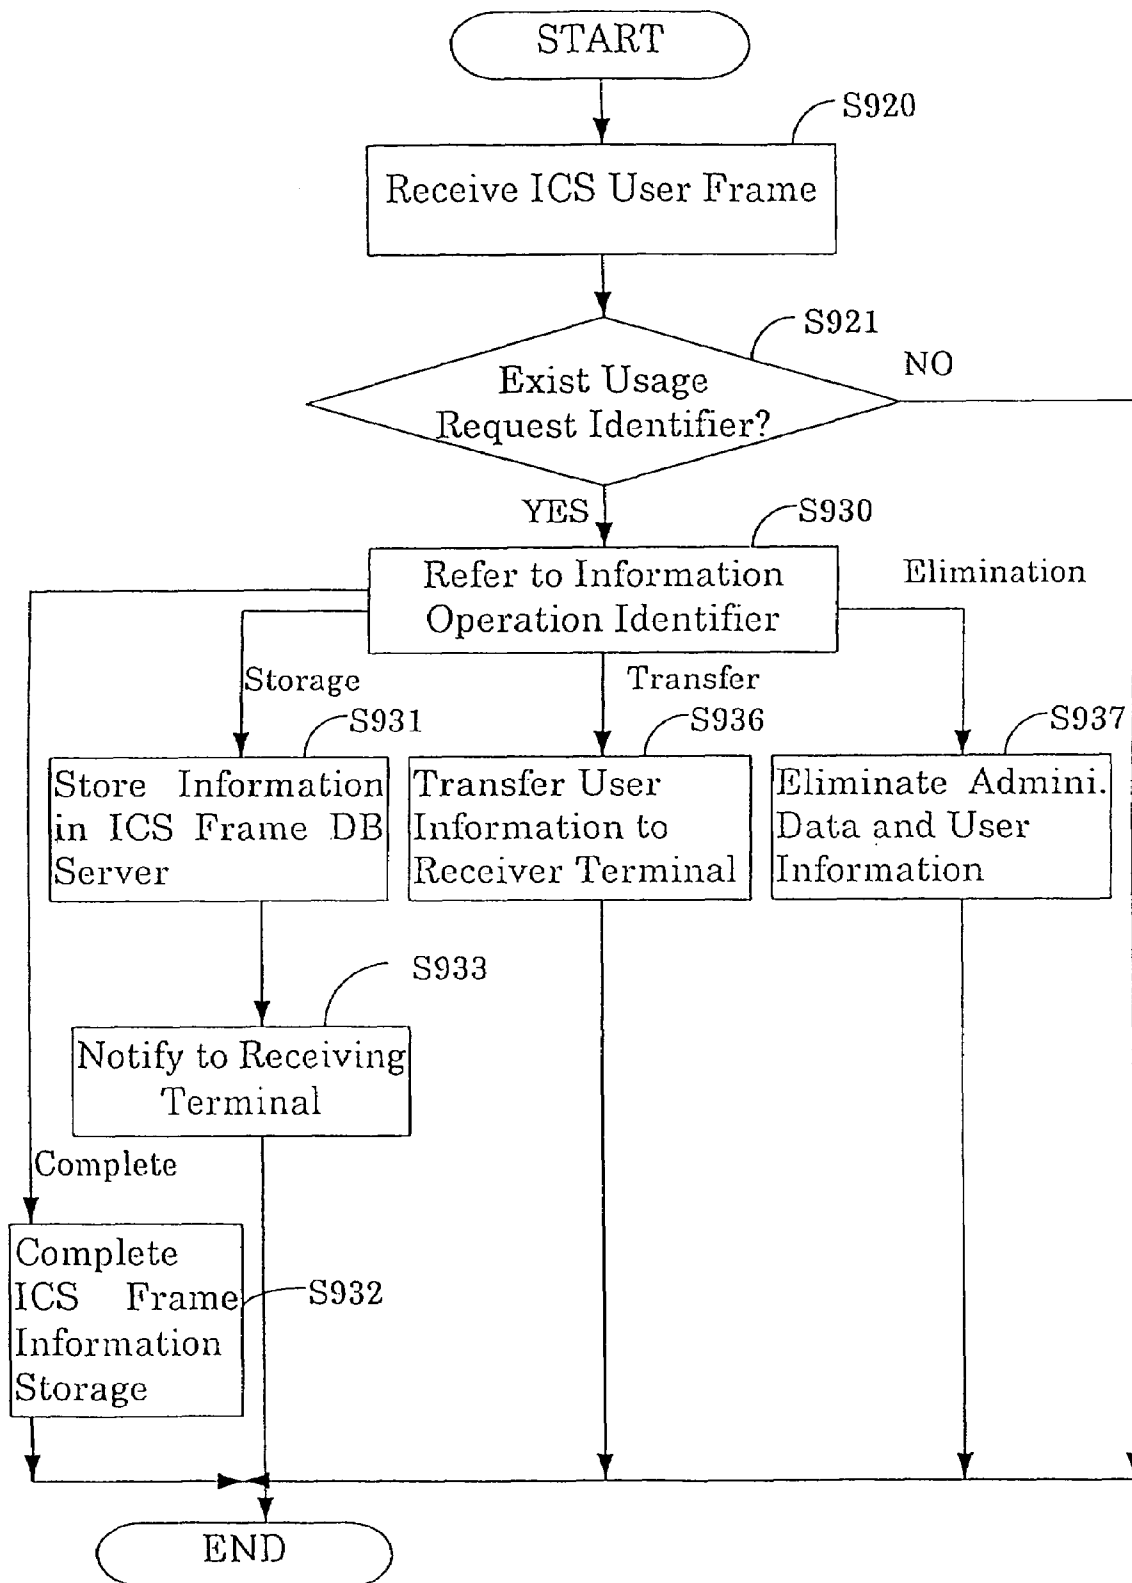 START
S920
Receive ICS User Frame
S921
NO
Exist Usage
Request Identifier?
YES
S930
Refer to Information
Operation Identifier
Elimination
Storage
Transfer
S931
S936
S937
Store Information
in ICS Frame DB
Server
Transfer User
Information to
Receiver Terminal
Eliminate Admini.
Data and User
Information
S933
Notify to Receiving
Terminal
Complete
Complete
ICS Frame
Information
Storage
S932
END